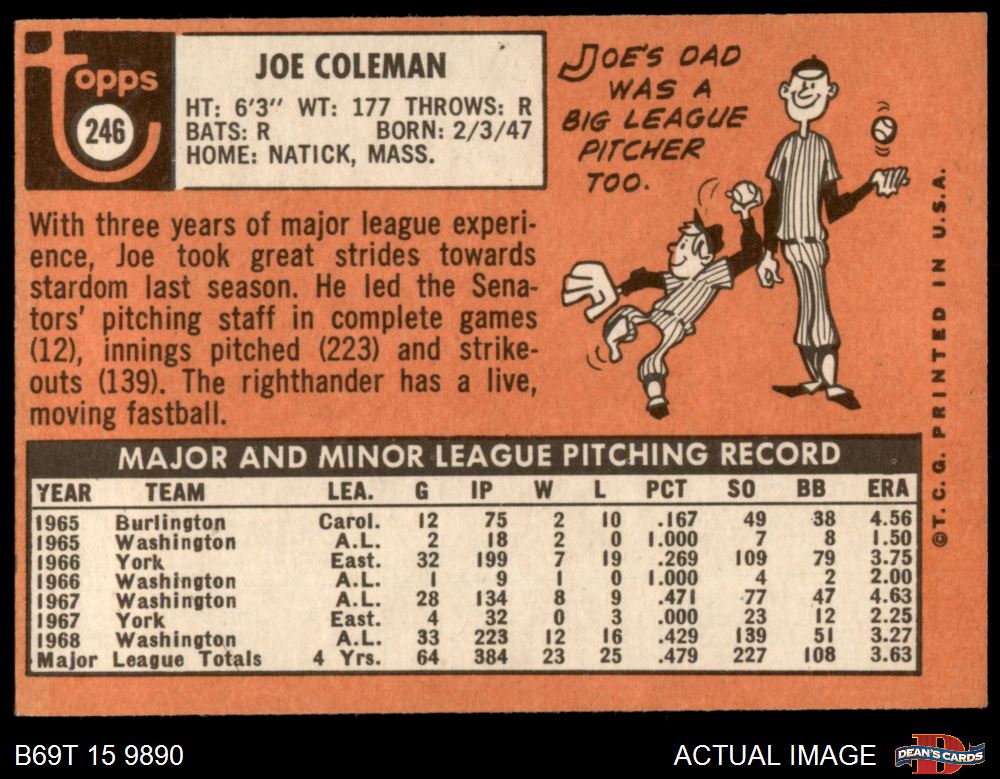 topps
246
JOE COLEMAN
HT: 6'3" WT: 177 THROWS: R
BATS: R BORN: 2/3/47
HOME: NATICK, MASS.
JOE'S DAD
WAS A
BIG LEAGUE
PITCHER
TOO.
With three years of major league experi-
ence, Joe took great strides towards
stardom last season. He led the Sena-
tors' pitching staff in complete games
(12), innings pitched (223) and strike-
outs (139). The righthander has a live,
moving fastball.
©T.C.G. PRINTED IN U.S.A.
MAJOR AND MINOR LEAGUE PITCHING RECORD
YEAR TEAM LEA. G IP W L PCT SO BB ERA
1965 Burlington Carol. 12 75 2 10 .167 49 38 4.56
1965 Washington A.L. 2 18 2 0 1.000 7 8 1.50
1966 York East. 32 199 7 19 .269 109 79 3.75
1966 Washington A.L. 1 9 1 0 1.000 4 2 2.00
1967 Washington A.L. 28 134 8 9 .471 77 47 4.63
1967 York East. 4 32 0 3 .000 23 12 2.25
1968 Washington A.L. 33 223 12 16 .429 139 51 3.27
Major League Totals 4 Yrs. 64 384 23 25 .479 227 108 3.63
B69T 15 9890
ACTUAL IMAGE
DEAN'S CARDS